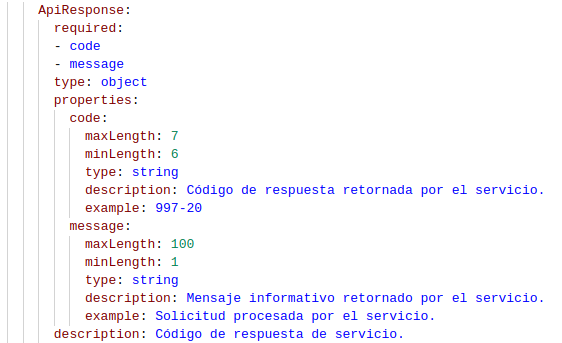 ApiResponse:
required:
- code
- message
type: object
properties:
code:
maxLength: 7
minLength: 6
type: string
description: Código de respuesta retornada por el servicio.
example: 997-20
message:
maxLength: 100
minLength: 1
type: string
description: Mensaje informativo retornado por el servicio.
example: Solicitud procesada por el servicio.
description: Código de respuesta de servicio.